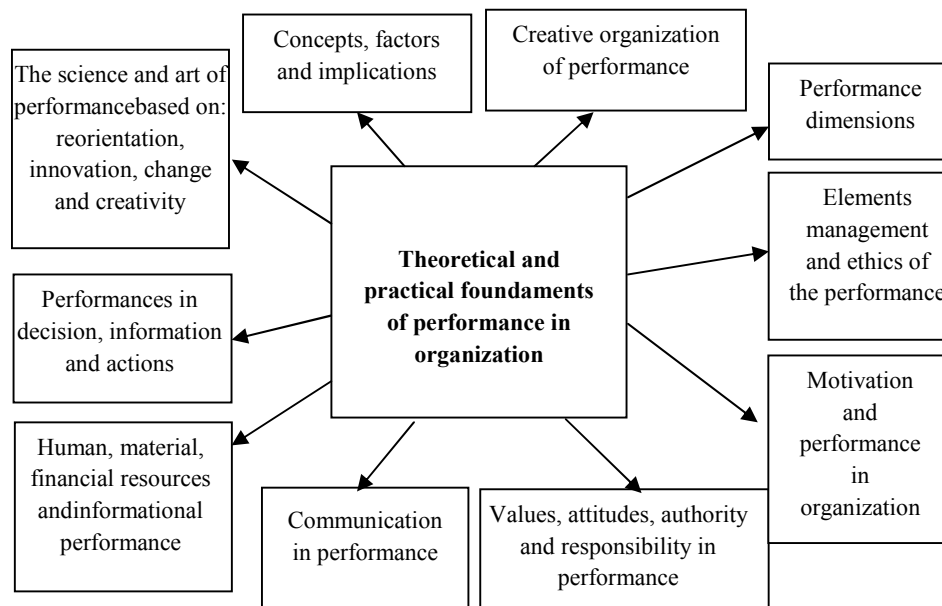 Concepts, factors
and implications
Creative organization
of performance
The science and art of
performancebased on:
reorientation,
innovation, change
and creativity
Performance
dimensions
Elements
management
and ethics of
the performance
Theoretical and
practical foundaments
of performance in
organization
Performances in
decision, information
and actions
Motivation
and
performance
in
organization
Human, material,
financial resources
andinformational
performance
Communication
in performance
Values, attitudes, authority
and responsibility in
performance